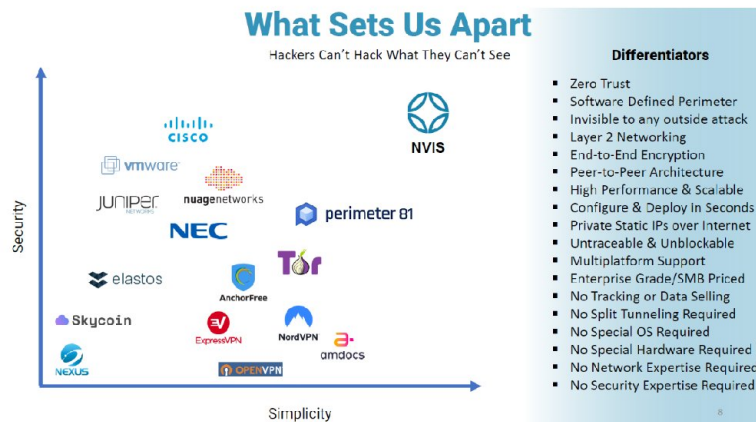 What Sets Us Apart
Hackers Can't Hack What They Can't See
Security
CISCO
NVIS
vmware
JUNIPER
NETWORKS
nuagenetworks
NEC
perimeter 81
Tor
elastos
AnchorFree
Skycoin
ExpressVPN
NordVPN
amdocs
NEXUS
OPENVPN
Simplicity
Differentiators
▪ Zero Trust
▪ Software Defined Perimeter
▪ Invisible to any outside attack
▪ Layer 2 Networking
▪ End-to-End Encryption
▪ Peer-to-Peer Architecture
▪ High Performance & Scalable
▪ Configure & Deploy in Seconds
▪ Private Static IPs over Internet
▪ Untraceable & Unblockable
▪ Multiplatform Support
▪ Enterprise Grade/SMB Priced
▪ No Tracking or Data Selling
▪ No Split Tunneling Required
▪ No Special OS Required
▪ No Special Hardware Required
▪ No Network Expertise Required
▪ No Security Expertise Required
8